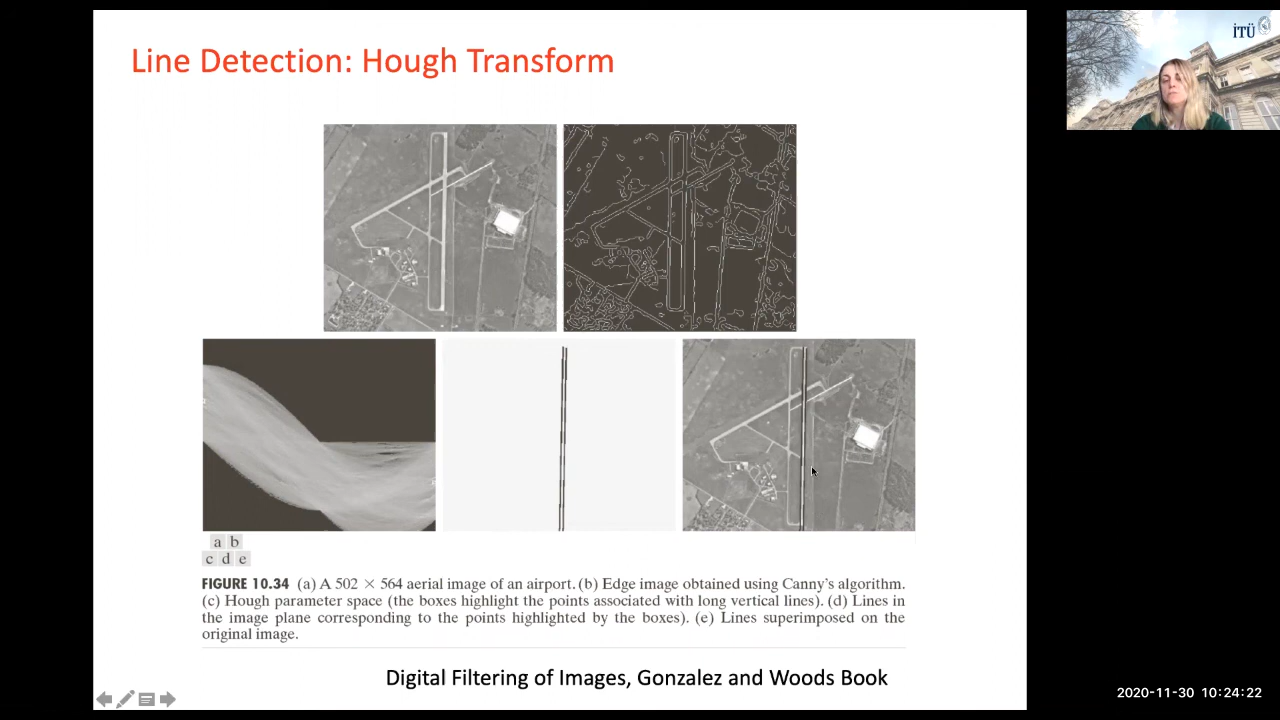 Line Detection: Hough Transform
İTÜ
a b
c d e
FIGURE 10.34 (a) A 502 × 564 aerial image of an airport. (b) Edge image obtained using Canny's algorithm.
(c) Hough parameter space (the boxes highlight the points associated with long vertical lines). (d) Lines in
the image plane corresponding to the points highlighted by the boxes). (e) Lines superimposed on the
original image.
Digital Filtering of Images, Gonzalez and Woods Book
2020-11-30 10:24:22